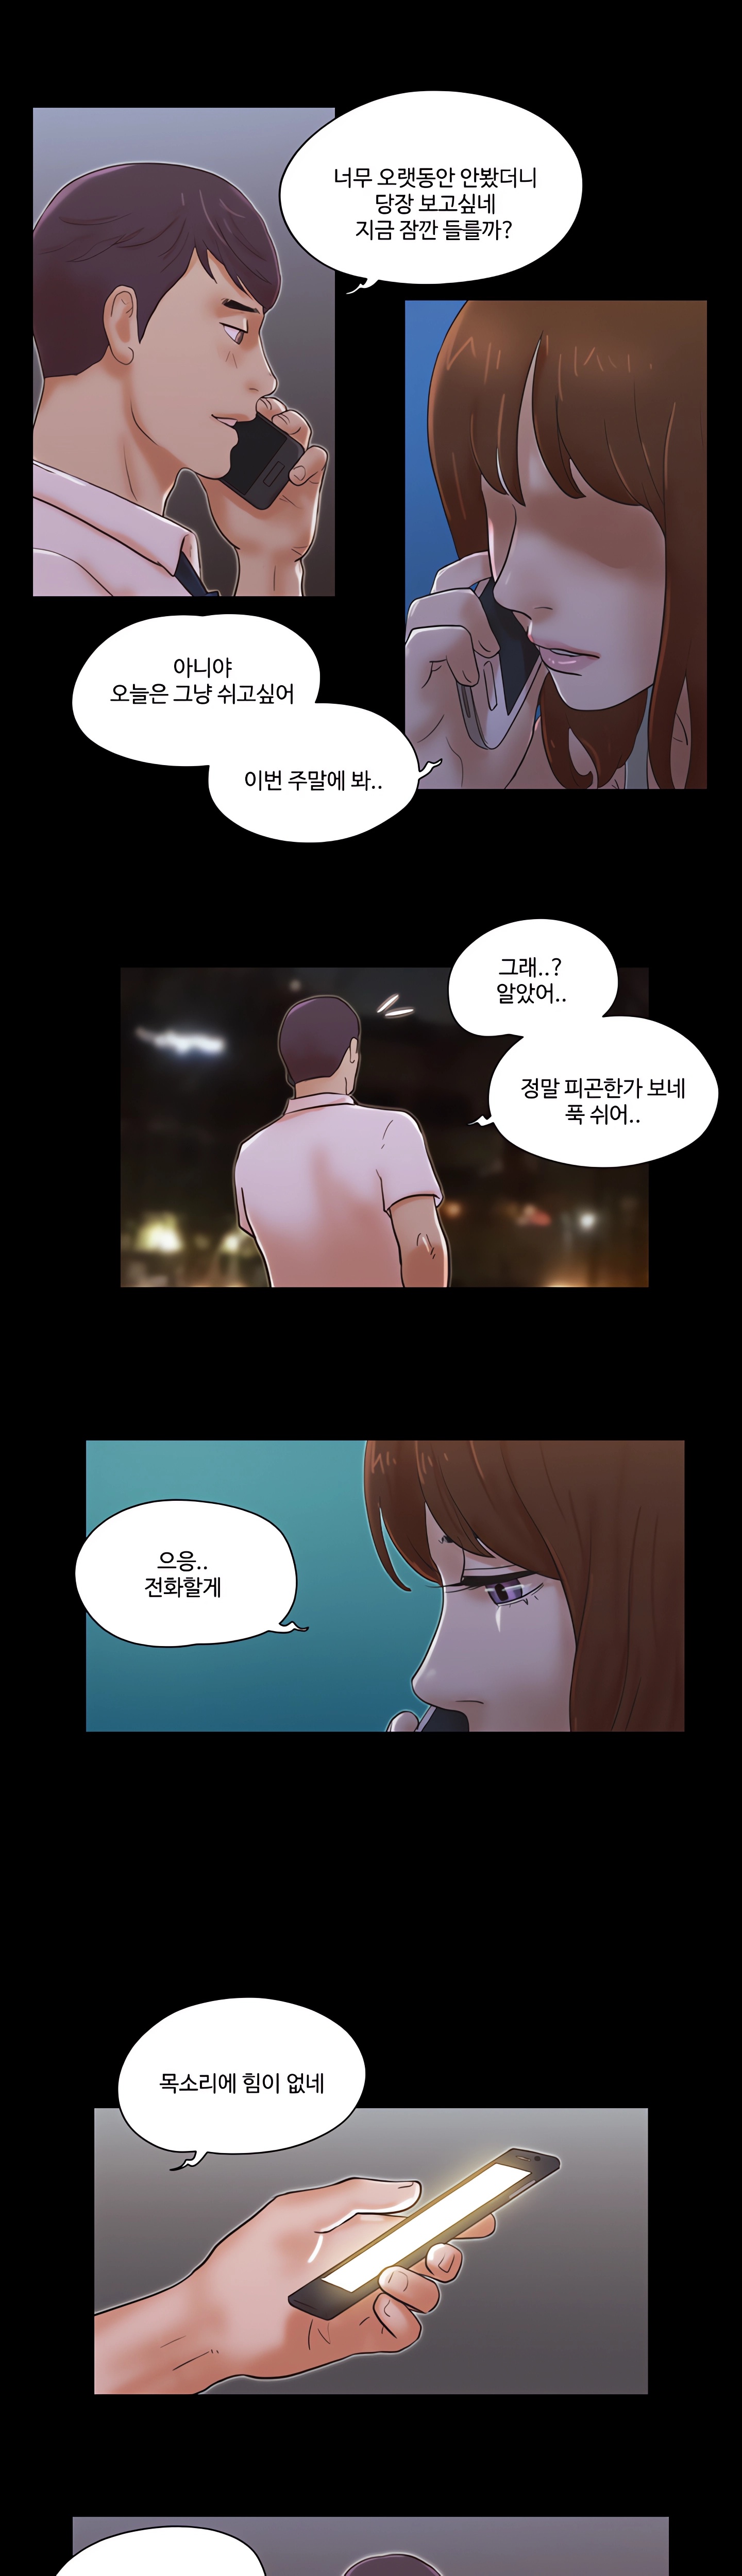 너무 오랫동안 안봤더니
당장 보고싶네
지금 잠깐 들를까?
아니야
오늘은 그냥 쉬고싶어
이번 주말에 봐..
그래..?
알았어..
정말 피곤한가 보네
푹 쉬어..
으응..
전화할게
목소리에 힘이 없네